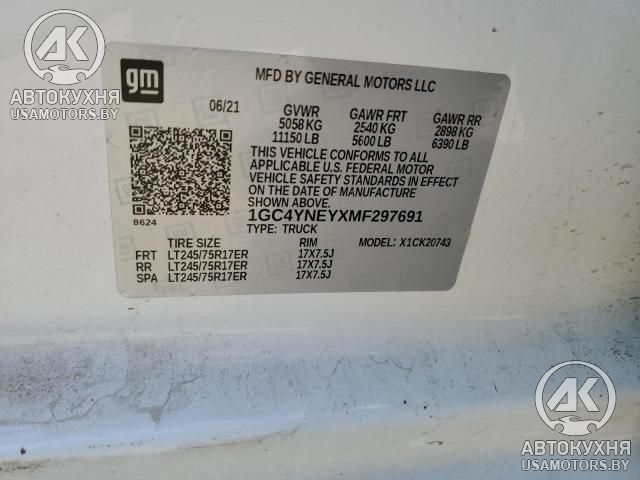 gm
MFD BY GENERAL MOTORS LLC
06/21 GVWR GAWR FRT GAWR RR
5058 KG 2540 KG 2898 KG
11150 LB 5600 LB 6390 LB
THIS VEHICLE CONFORMS TO ALL
APPLICABLE U.S. FEDERAL MOTOR
VEHICLE SAFETY STANDARDS IN EFFECT
ON THE DATE OF MANUFACTURE
SHOWN ABOVE.
8624
1GC4YNEYXMF297691
TYPE: TRUCK
MODEL: X1CK20743
TIRE SIZE RIM
FRT LT245/75R17ER 17X7.5J
RR LT245/75R17ER 17X7.5J
SPA LT245/75R17ER 17X7.5J
АК
АВТОКУХНЯ
USAMOTORS.BY
АК
АВТОКУХНЯ
USAMOTORS.BY